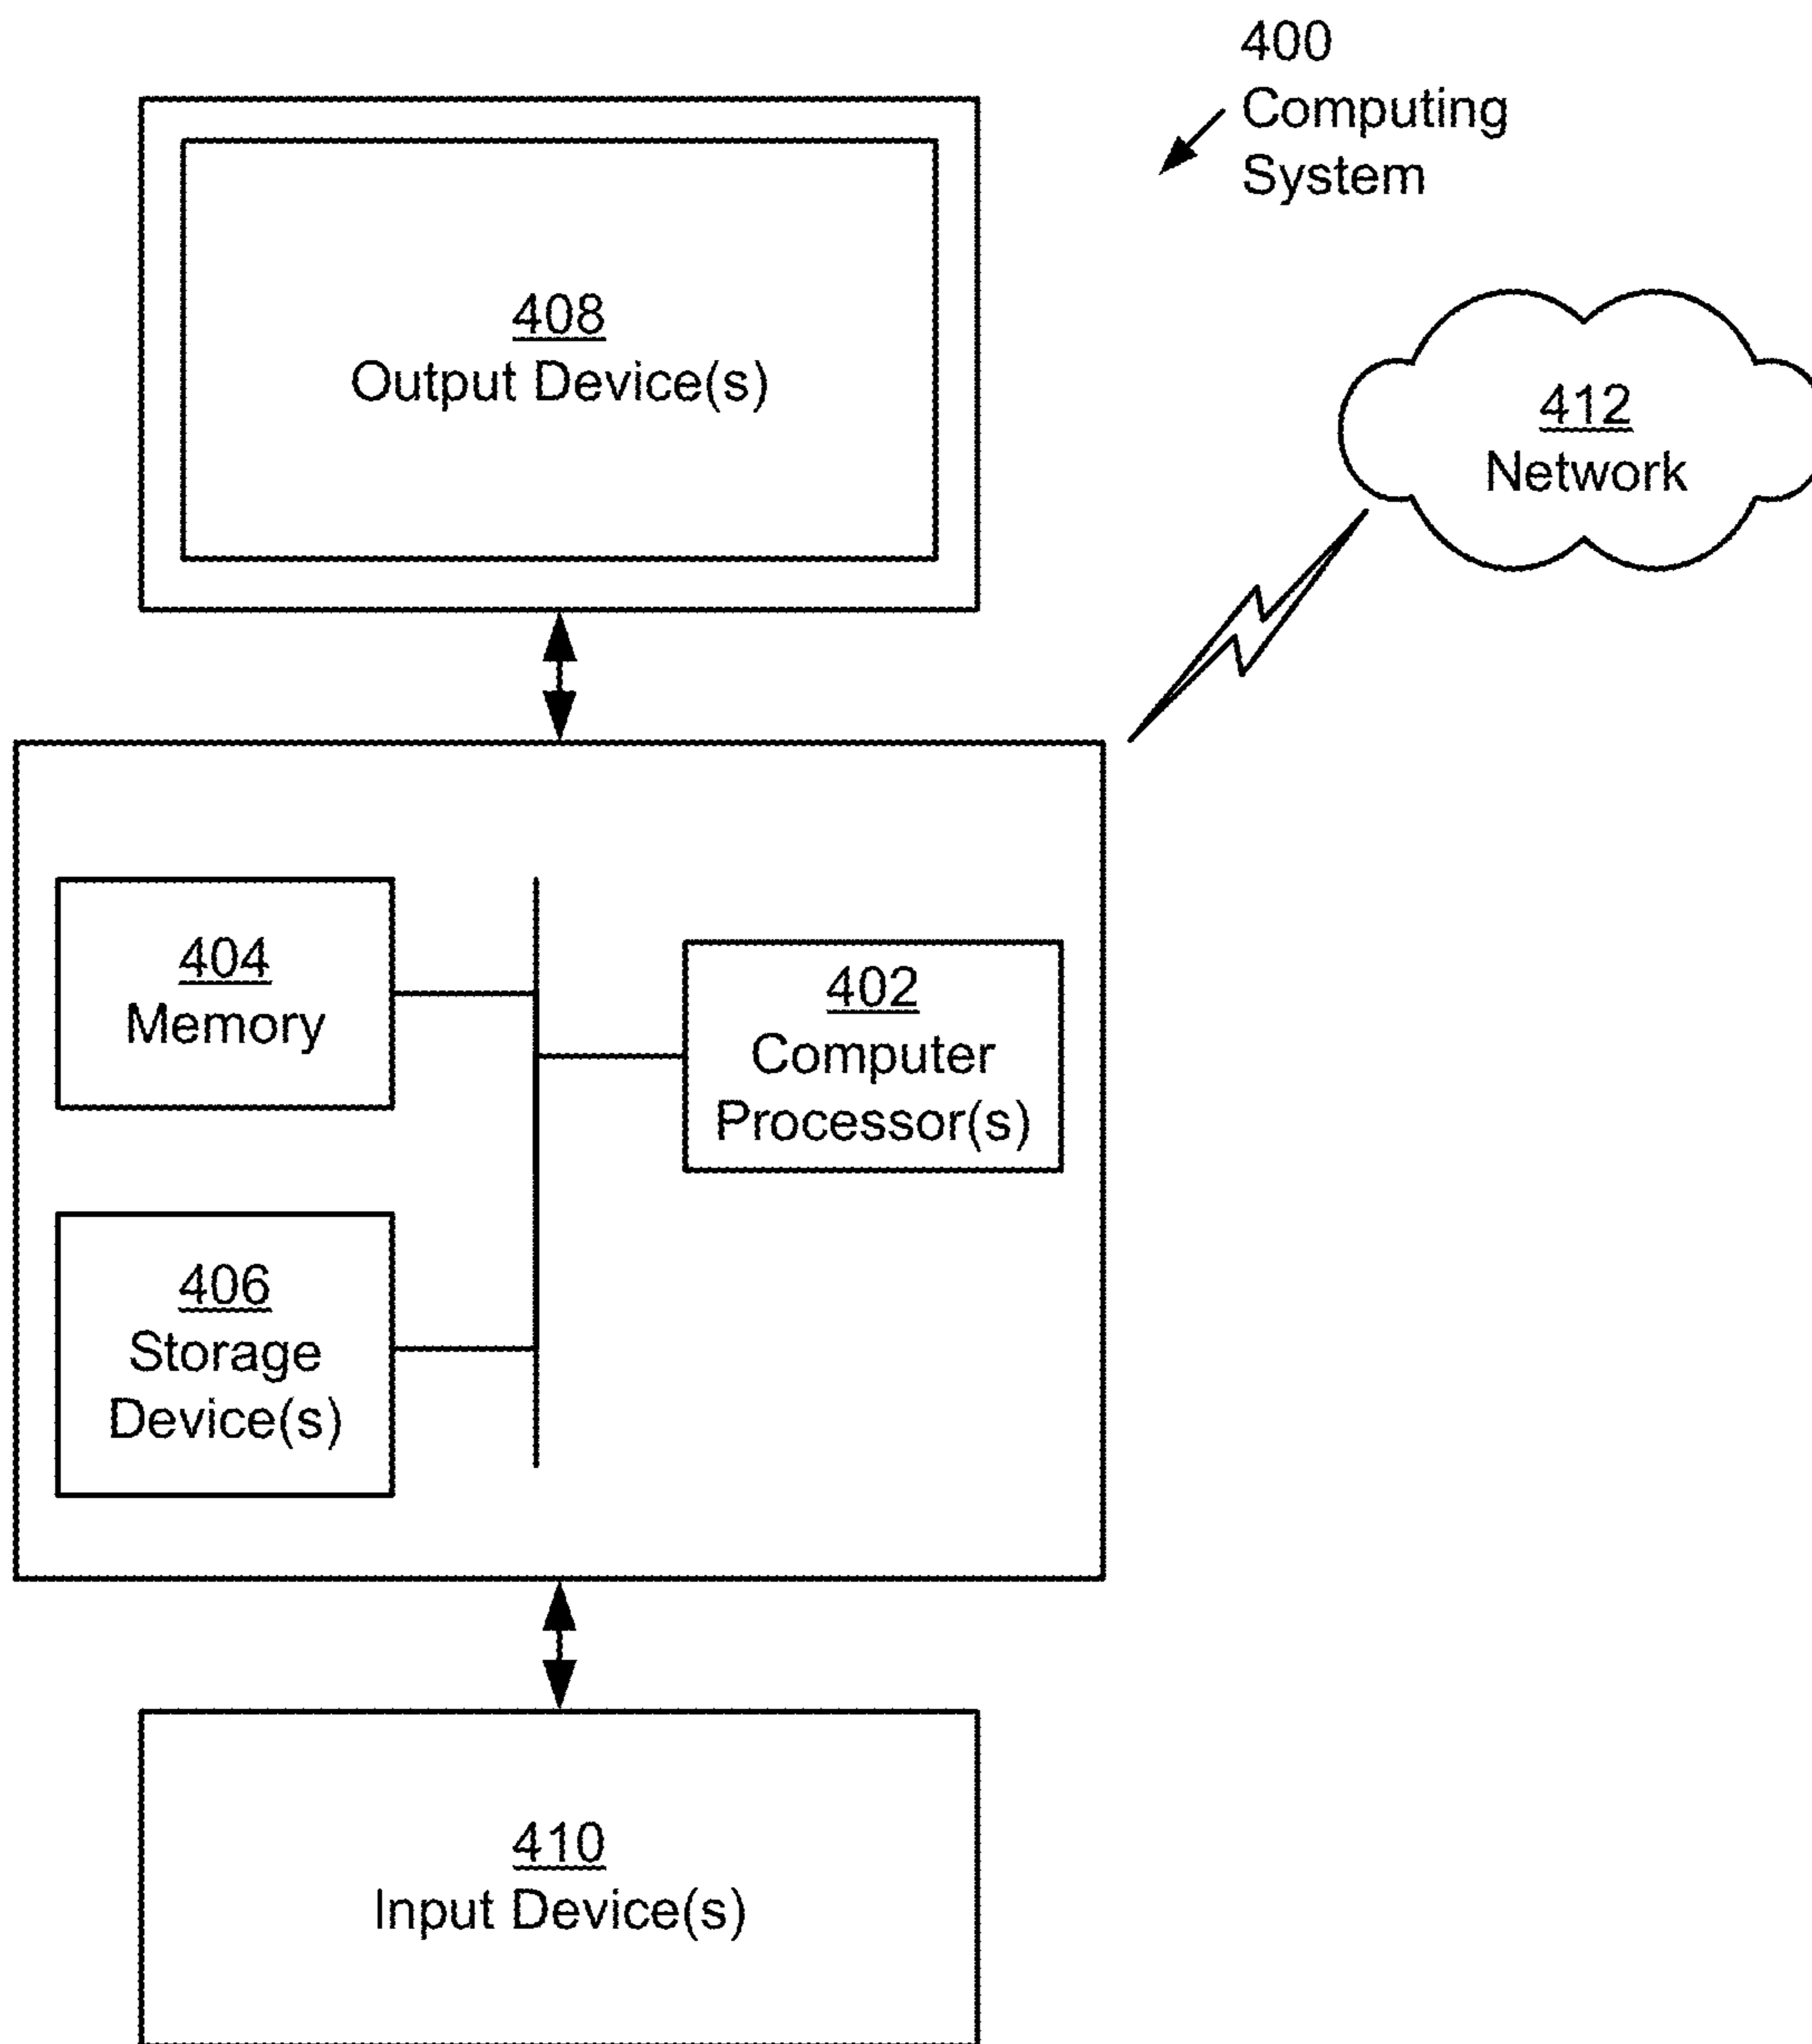 400
Computing
System
408
Output Device(s)
412
Network
404
Memory
402
Computer
Processor(s)
406
Storage
Device(s)
410
Input Device(s)